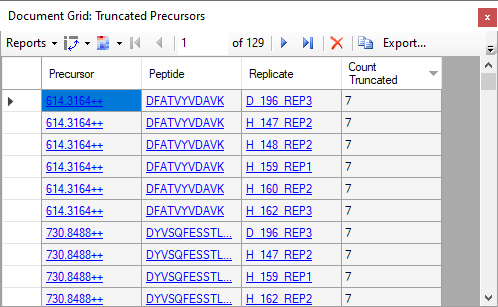 Document Grid: Truncated Precursors x
Reports 1 of 129 Export...
Precursor Peptide Replicate Count Truncated
614.3164++ DFATVYVDAVK D_196_REP3 7
614.3164++ DFATVYVDAVK H_147_REP2 7
614.3164++ DFATVYVDAVK H_148_REP2 7
614.3164++ DFATVYVDAVK H_159_REP1 7
614.3164++ DFATVYVDAVK H_160_REP2 7
614.3164++ DFATVYVDAVK H_162_REP3 7
730.8488++ DYVSQFESSTL... D_196_REP3 7
730.8488++ DYVSQFESSTL... H_147_REP2 7
730.8488++ DYVSQFESSTL... H_159_REP1 7
730.8488++ DYVSQFESSTL... H_162_REP2 7